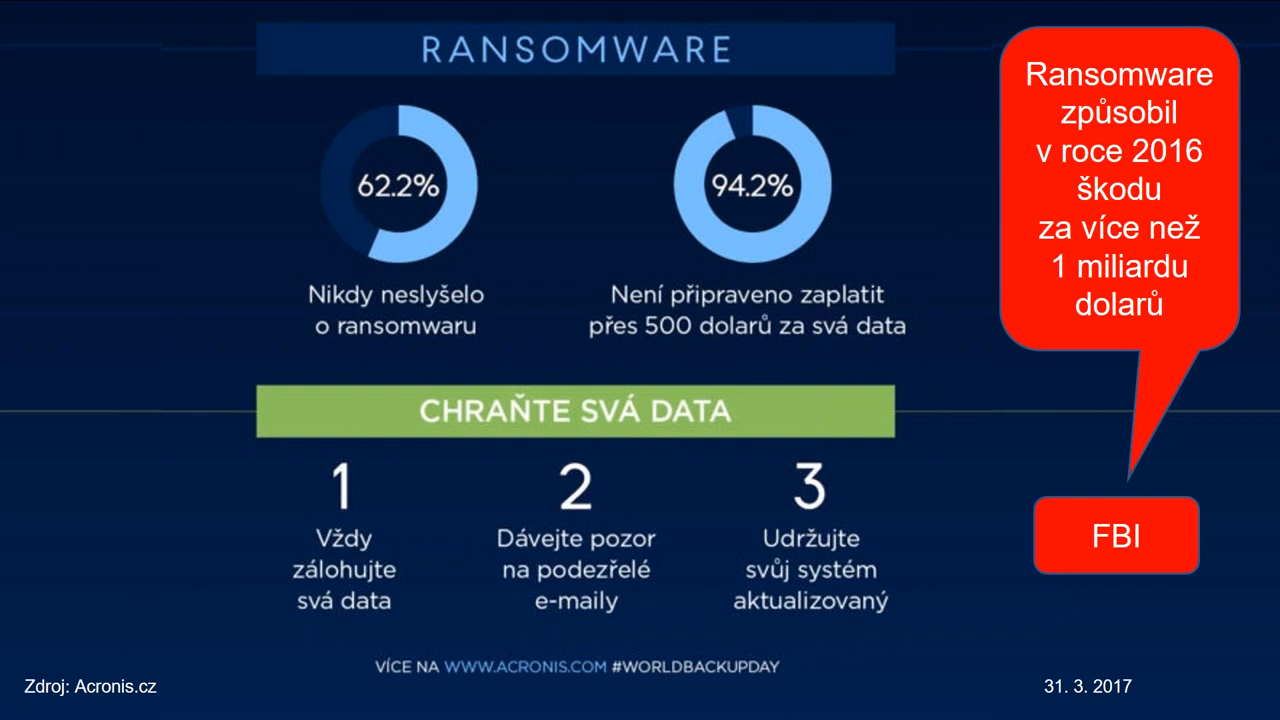 RANSOMWARE
62.2%
94.2%
Nikdy neslyšelo
o ransomwaru
Není připraveno zaplatit
přes 500 dolarů za svá data
CHRAŇTE SVÁ DATA
1
Vždy
zálohujte
svá data
2
Dávejte pozor
na podezřelé
e-maily
3
Udržujte
svůj systém
aktualizovaný
VÍCE NA WWW.ACRONIS.COM #WORLDBACKUPDAY
Ransomware
způsobil
v roce 2016
škodu
za více než
1 miliardu
dolarů
FBI
Zdroj: Acronis.cz
31. 3. 2017